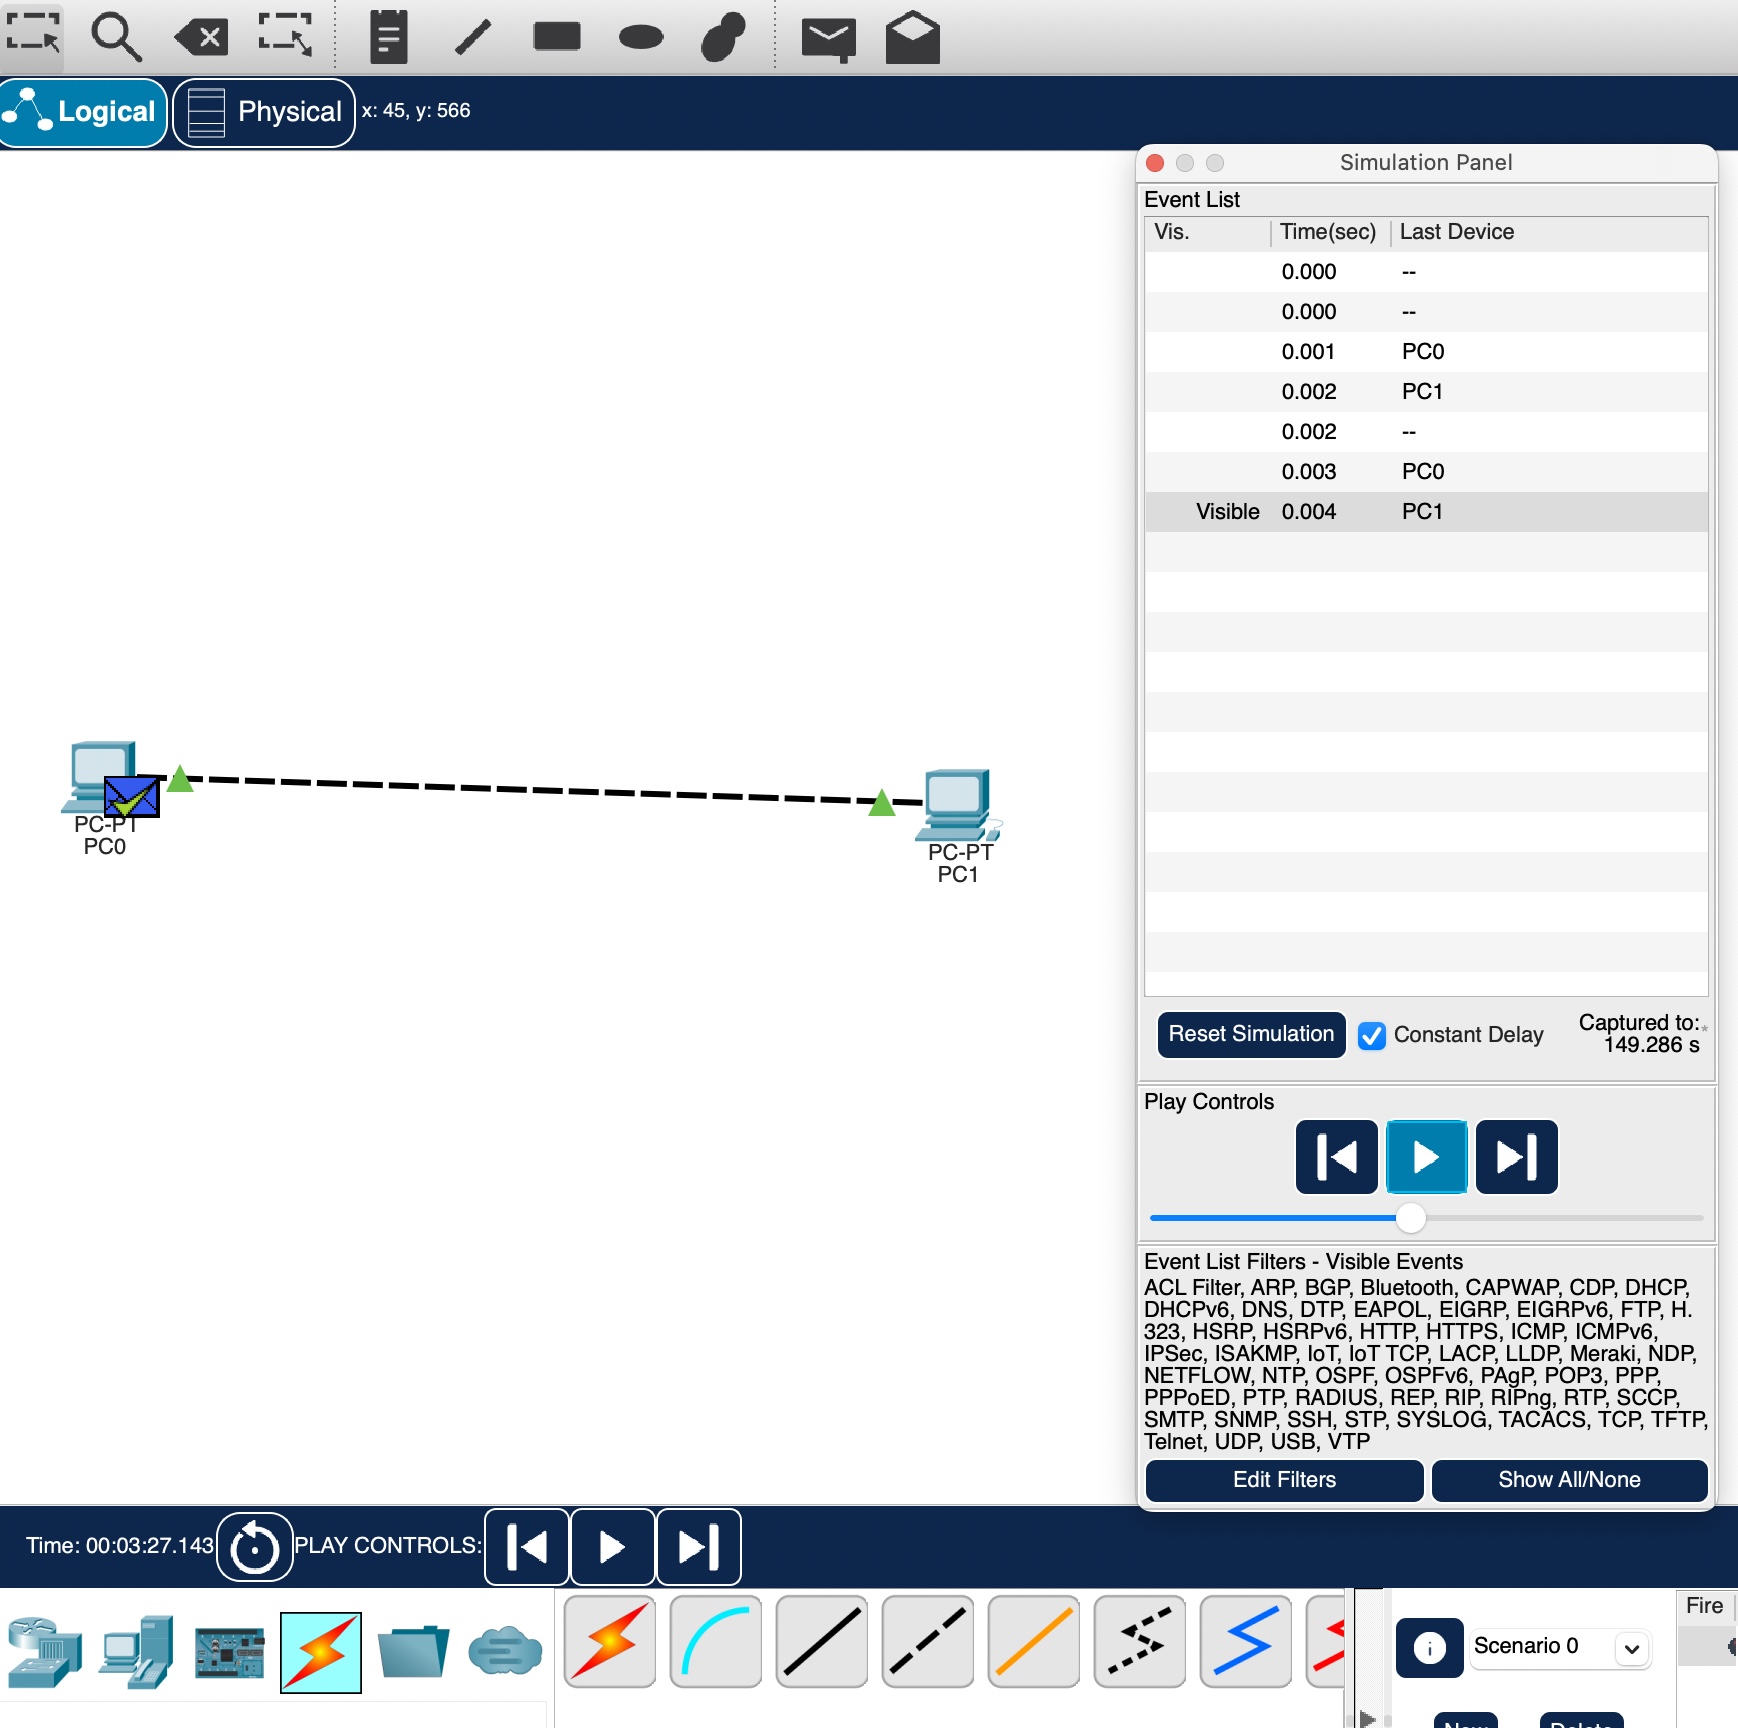 Logical
Physical
x: 45, y: 566
Simulation Panel
Event List
Vis. Time(sec) Last Device
0.000 --
0.000 --
0.001 PC0
0.002 PC1
0.002 --
0.003 PC0
Visible 0.004 PC1
PC-PT
PC0
PC-PT
PC1
Reset Simulation
Constant Delay
Captured to:*
149.286 s
Play Controls
Event List Filters - Visible Events
ACL Filter, ARP, BGP, Bluetooth, CAPWAP, CDP, DHCP,
DHCPv6, DNS, DTP, EAPOL, EIGRP, EIGRPv6, FTP, H.
323, HSRP, HSRPv6, HTTP, HTTPS, ICMP, ICMPv6,
IPSec, ISAKMP, IoT, IoT TCP, LACP, LLDP, Meraki, NDP,
NETFLOW, NTP, OSPF, OSPFv6, PAgP, POP3, PPP,
PPPoED, PTP, RADIUS, REP, RIP, RIPng, RTP, SCCP,
SMTP, SNMP, SSH, STP, SYSLOG, TACACS, TCP, TFTP,
Telnet, UDP, USB, VTP
Edit Filters
Show All/None
Time: 00:03:27.143
PLAY CONTROLS:
Scenario 0
Fire
New
Delete